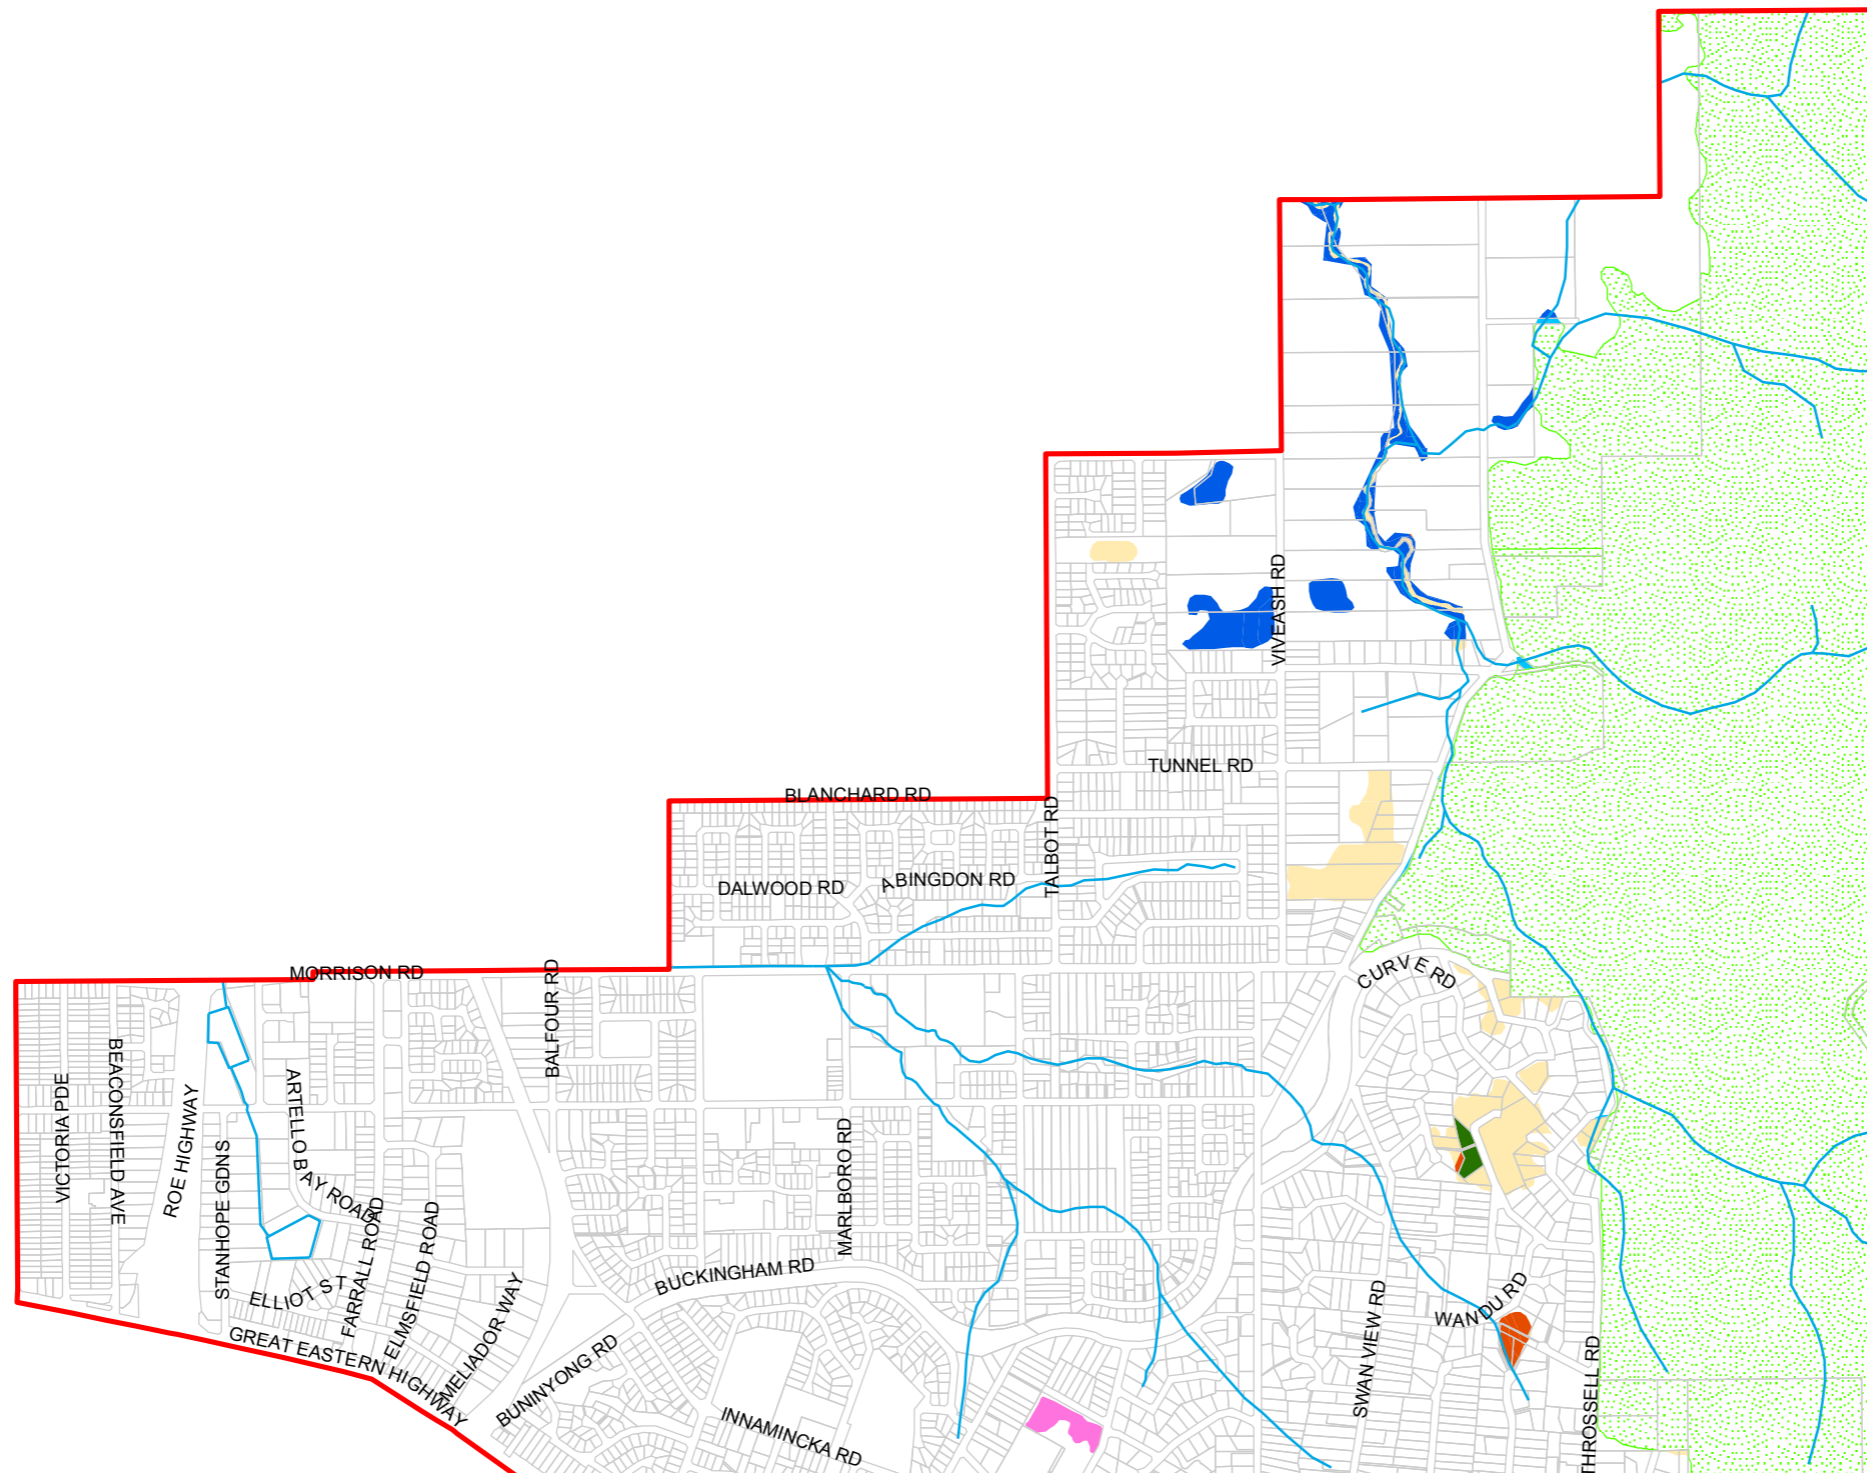 VIVEASH RD
TUNNEL RD
BLANCHARD RD
TALBOT RD
DALWOOD RD
ABINGDON RD
MORRISON RD
BALFOUR RD
CURVE RD
VICTORIA PDE
BEACONSFIELD AVE
ROE HIGHWAY
STANHOPE GDNS
ARTELLO BAY ROAD
MARLBORO RD
FARRALL ROAD
ELMSFIELD ROAD
ELLIOT ST
BUCKINGHAM RD
MELIADOR WAY
GREAT EASTERN HIGHWAY
BUNINYONG RD
INNAMINCKA RD
SWAN VIEW RD
WANDU RD
THROSSELL RD